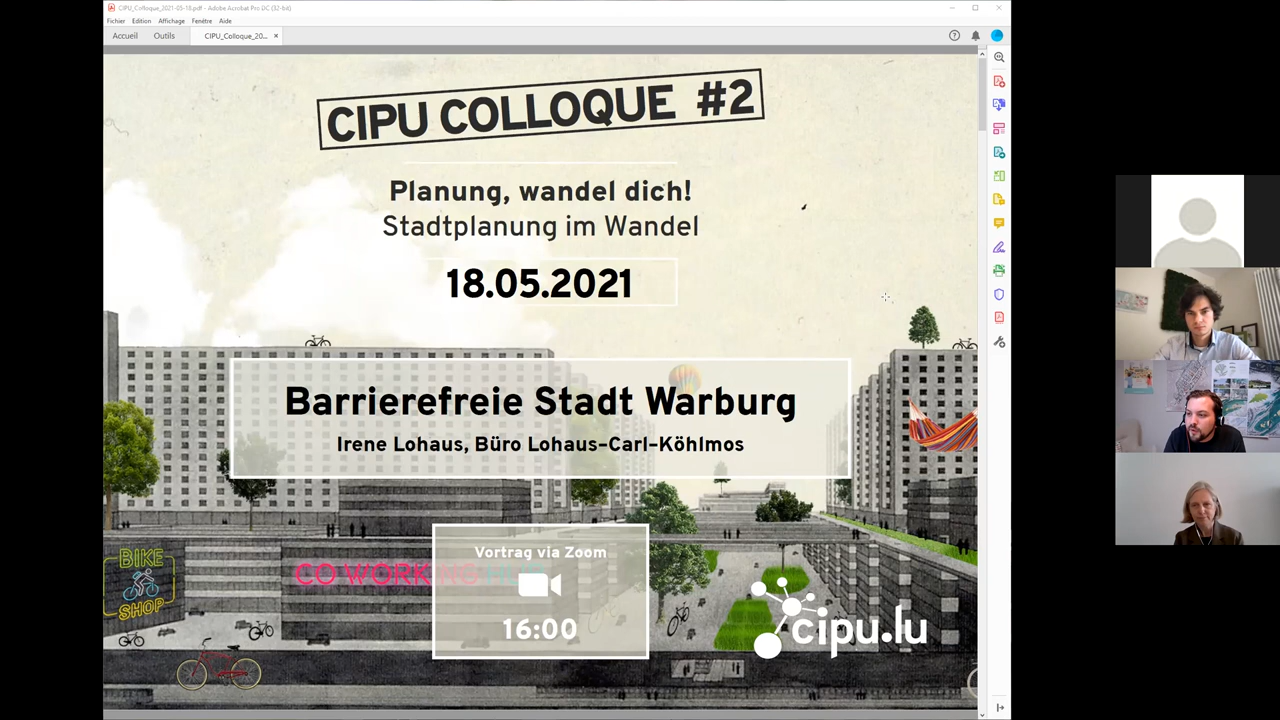 CIPU_Colloque_2021-05-18.pdf - Adobe Acrobat Pro DC (32-bit)
Fichier Edition Affichage Fenêtre Aide
Accueil Outils CIPU_Colloque_20... ×
CIPU COLLOQUE #2
Planung, wandel dich!
Stadtplanung im Wandel
18.05.2021
Barrierefreie Stadt Warburg
Irene Lohaus, Büro Lohaus-Carl-Köhlmos
BIKE
SHOP
CO WORKING HUB
Vortrag via Zoom
16:00
cipu.lu